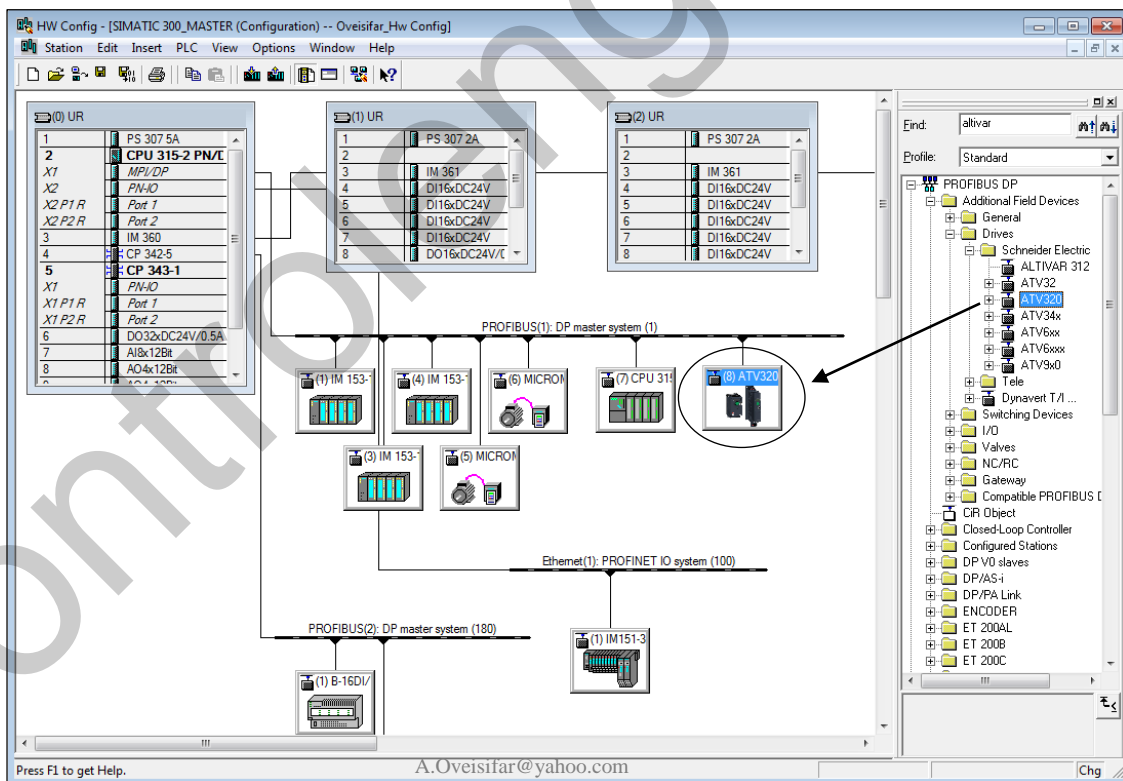 HW Config - [SIMATIC 300_MASTER (Configuration) -- Oveisifar_Hw Config]
Station Edit Insert PLC View Options Window Help
(0) UR
1 PS 307 5A
2 CPU 315-2 PN/D
X1 MPI/DP
X2 PN-IO
X2 P1 R Port 1
X2 P2 R Port 2
3 IM 360
4 CP 342-5
5 CP 343-1
X1 PN-IO
X1 P1 R Port 1
X1 P2 R Port 2
6 DO32xDC24V/0.5A
7 AI8x12Bit
8 AO4x12Bit
9 AO4x12Bit
(1) UR
1 PS 307 2A
2
3 IM 361
4 DI16xDC24V
5 DI16xDC24V
6 DI16xDC24V
7 DI16xDC24V
8 DO16xDC24V/(
(2) UR
1 PS 307 2A
2
3 IM 361
4 DI16xDC24V
5 DI16xDC24V
6 DI16xDC24V
7 DI16xDC24V
8 DI16xDC24V
PROFIBUS(1): DP master system (1)
(1) IM 153-1
(4) IM 153-1
(6) MICROM
(7) CPU 315
(8) ATV320
(3) IM 153-1
(5) MICROM
Ethernet(1): PROFINET IO system (100)
(1) IM151-3
PROFIBUS(2): DP master system (180)
(1) B-16DI/
Find: altivar
Profile: Standard
PROFIBUS DP
Additional Field Devices
General
Drives
Schneider Electric
ALTIVAR 312
ATV32
ATV320
ATV34x
ATV6xx
ATV6xxx
ATV9x0
Tele
Dynavert T/I ...
Switching Devices
I/O
Valves
NC/RC
Gateway
Compatible PROFIBUS D
CiR Object
Closed-Loop Controller
Configured Stations
DP V0 slaves
DP/AS-i
DP/PA Link
ENCODER
ET 200AL
ET 200B
ET 200C
Press F1 to get Help.
A.Oveisifar@yahoo.com
Chg
ontroleng